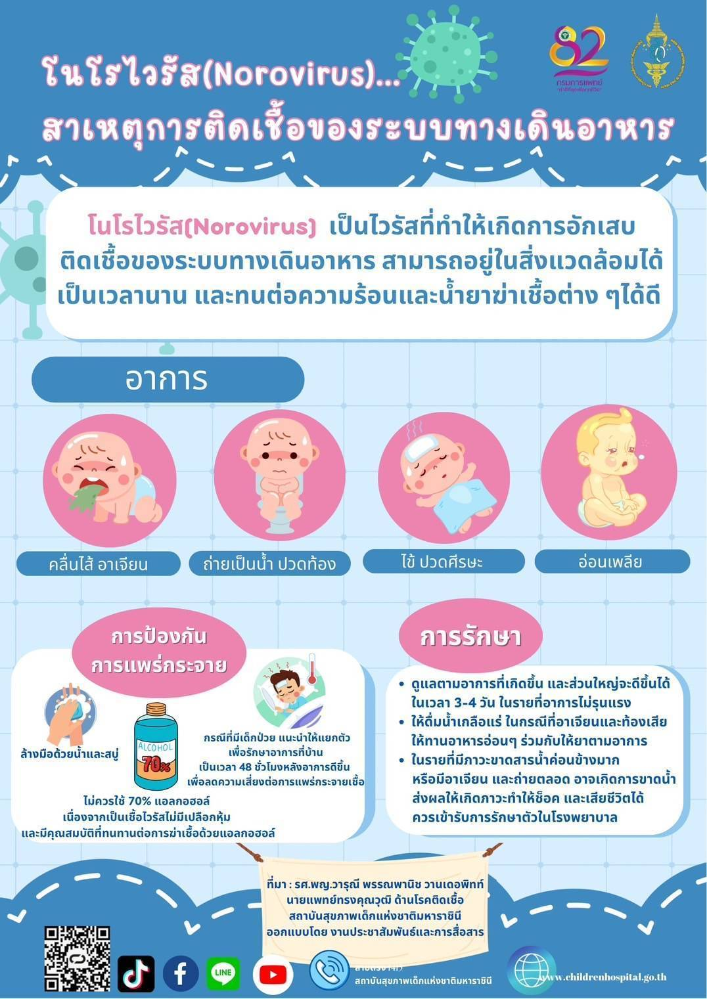 โนโรไวรัส(Norovirus)...
สาเหตุการติดเชื้อของระบบทางเดินอาหาร
82
กรมการแพทย์
โนโรไวรัส(Norovirus) เป็นไวรัสที่ทำให้เกิดการอักเสบ
ติดเชื้อของระบบทางเดินอาหาร สามารถอยู่ในสิ่งแวดล้อมได้
เป็นเวลานาน และทนต่อความร้อนและน้ำยาฆ่าเชื้อต่าง ๆได้ดี
อาการ
คลื่นไส้ อาเจียน
ถ่ายเป็นน้ำ ปวดท้อง
ไข้ ปวดศีรษะ
อ่อนเพลีย
การป้องกัน
การแพร่กระจาย
ล้างมือด้วยน้ำและสบู่
ALCOHOL
70%
กรณีที่มีเด็กป่วย แนะนำให้แยกตัว
เพื่อรักษาอาการที่บ้าน
เป็นเวลา 48 ชั่วโมงหลังอาการดีขึ้น
เพื่อลดความเสี่ยงต่อการแพร่กระจายเชื้อ
ไม่ควรใช้ 70% แอลกอฮอล์
เนื่องจากเป็นเชื้อไวรัสไม่มีเปลือกหุ้ม
และมีคุณสมบัติที่ทนทานต่อการฆ่าเชื้อด้วยแอลกอฮอล์
การรักษา
• ดูแลตามอาการที่เกิดขึ้น และส่วนใหญ่จะดีขึ้นได้
ในเวลา 3-4 วัน ในรายที่อาการไม่รุนแรง
• ให้ดื่มน้ำเกลือแร่ ในกรณีที่อาเจียนและท้องเสีย
ให้ทานอาหารอ่อนๆ ร่วมกับให้ยาตามอาการ
• ในรายที่มีภาวะขาดสารน้ำค่อนข้างมาก
หรือมีอาเจียน และถ่ายตลอด อาจเกิดการขาดน้ำ
ส่งผลให้เกิดภาวะทำให้ช็อค และเสียชีวิตได้
ควรเข้ารับการรักษาตัวในโรงพยาบาล
ที่มา : รศ.พญ.วารุณี พรรณพานิช วานเดอพิทท์
นายแพทย์ทรงคุณวุฒิ ด้านโรคติดเชื้อ
สถาบันสุขภาพเด็กแห่งชาติมหาราชินี
ออกแบบโดย งานประชาสัมพันธ์และการสื่อสาร
LINE
สถาบันสุขภาพเด็กแห่งชาติมหาราชินี
www.childrenhospital.go.th